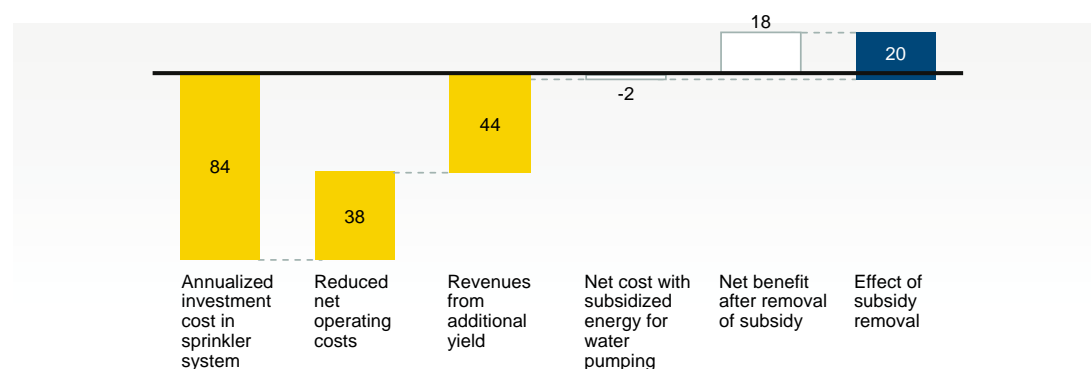 18
20
-2
44
84
38
Annualized
investment
cost in
sprinkler
system
Reduced
net
operating
costs
Revenues
from
additional
yield
Net cost with
subsidized
energy for
water
pumping
Net benefit
after removal
of subsidy
Effect of
subsidy
removal